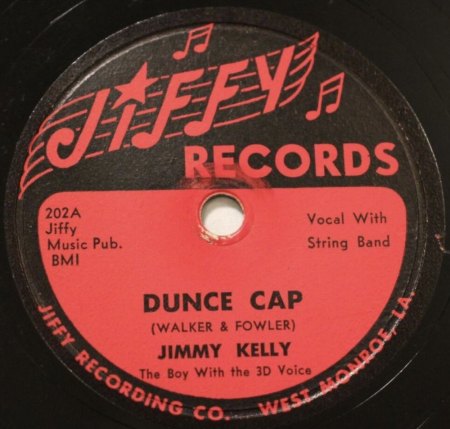 JIFFY
RECORDS
202A
Jiffy
Music Pub.
BMI
Vocal With
String Band
DUNCE CAP
(WALKER & FOWLER)
JIMMY KELLY
The Boy With the 3D Voice
JIFFY RECORDING CO. WEST MONROE, LA.